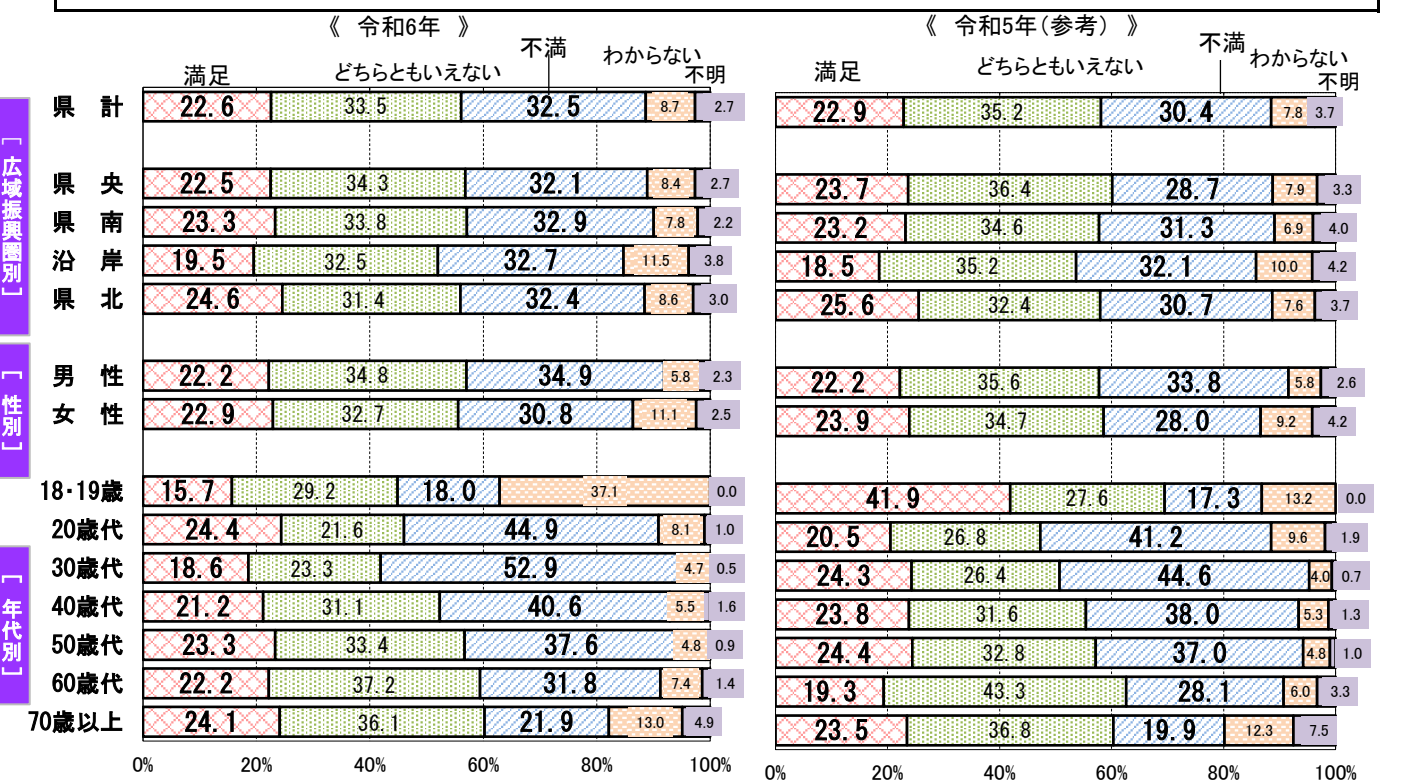 《 令和6年 》
満足 どちらともいえない 不満 わからない 不明
県 計 22.6 33.5 32.5 8.7 2.7
[広域振興圏別]
県 央 22.5 34.3 32.1 8.4 2.7
県 南 23.3 33.8 32.9 7.8 2.2
沿 岸 19.5 32.5 32.7 11.5 3.8
県 北 24.6 31.4 32.4 8.6 3.0
[性別]
男 性 22.2 34.8 34.9 5.8 2.3
女 性 22.9 32.7 30.8 11.1 2.5
[年代別]
18・19歳 15.7 29.2 18.0 37.1 0.0
20歳代 24.4 21.6 44.9 8.1 1.0
30歳代 18.6 23.3 52.9 4.7 0.5
40歳代 21.2 31.1 40.6 5.5 1.6
50歳代 23.3 33.4 37.6 4.8 0.9
60歳代 22.2 37.2 31.8 7.4 1.4
70歳以上 24.1 36.1 21.9 13.0 4.9
0% 20% 40% 60% 80% 100%
《 令和5年(参考) 》
満足 どちらともいえない 不満 わからない 不明
22.9 35.2 30.4 7.8 3.7
23.7 36.4 28.7 7.9 3.3
23.2 34.6 31.3 6.9 4.0
18.5 35.2 32.1 10.0 4.2
25.6 32.4 30.7 7.6 3.7
22.2 35.6 33.8 5.8 2.6
23.9 34.7 28.0 9.2 4.2
41.9 27.6 17.3 13.2 0.0
20.5 26.8 41.2 9.6 1.9
24.3 26.4 44.6 4.0 0.7
23.8 31.6 38.0 5.3 1.3
24.4 32.8 37.0 4.8 1.0
19.3 43.3 28.1 6.0 3.3
23.5 36.8 19.9 12.3 7.5
0% 20% 40% 60% 80% 100%